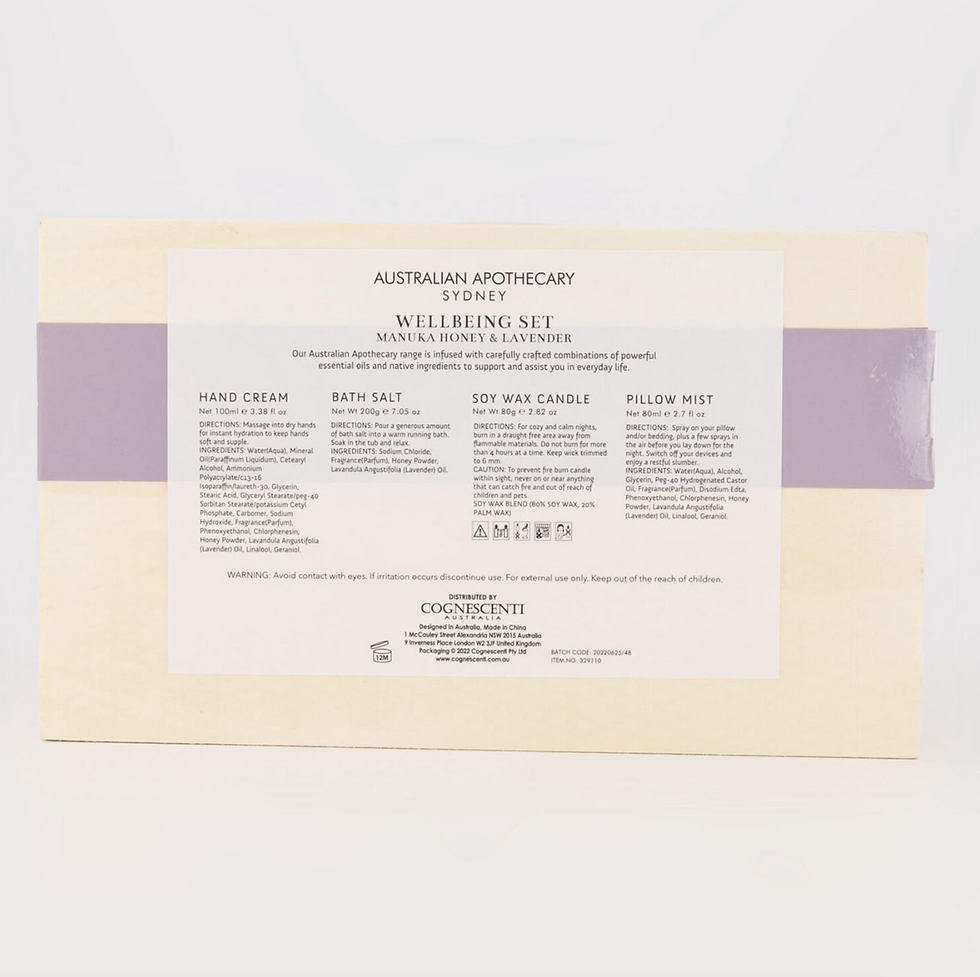 AUSTRALIAN APOTHECARY
SYDNEY
WELLBEING SET
MANUKA HONEY & LAVENDER
Our Australian Apothecary range is infused with carefully crafted combinations of powerful
essential oils and native ingredients to support and assist you in everyday life.
HAND CREAM
Net 100ml ℮ 3.38 fl oz
DIRECTIONS: Massage into dry hands
for instant hydration to keep hands
soft and supple.
INGREDIENTS: Water(Aqua), Mineral
Oil(Paraffinum Liquidum), Cetearyl
Alcohol, Ammonium
Polyacrylate/c13-16
Isoparaffin/laureth-30, Glycerin,
Stearic Acid, Glyceryl Stearate/peg-40
Sorbitan Stearate/potassium Cetyl
Phosphate, Carbomer, Sodium
Hydroxide, Fragrance(Parfum),
Phenoxyethanol, Chlorphenesin,
Honey Powder, Lavandula Angustifolia
(Lavender) Oil, Linalool, Geraniol.
BATH SALT
Net Wt 200g ℮ 7.05 oz
DIRECTIONS: Pour a generous amount
of bath salt into a warm running bath.
Soak in the tub and relax.
INGREDIENTS: Sodium Chloride,
Fragrance(Parfum), Honey Powder,
Lavandula Angustifolia (Lavender) Oil.
SOY WAX CANDLE
Net Wt 80g ℮ 2.82 oz
DIRECTIONS: For cozy and calm nights,
burn in a draught free area away from
flammable materials. Do not burn for more
than 4 hours at a time. Keep wick trimmed
to 6 mm.
CAUTION: To prevent fire burn candle
within sight, never on or near anything
that can catch fire and out of reach of
children and pets.
SOY WAX BLEND (80% SOY WAX, 20%
PALM WAX)
PILLOW MIST
Net 80ml ℮ 2.7 fl oz
DIRECTIONS: Spray on your pillow
and/or bedding, plus a few sprays in
the air before you lay down for the
night. Switch off your devices and
enjoy a restful slumber.
INGREDIENTS: Water(Aqua), Alcohol,
Glycerin, Peg-40 Hydrogenated Castor
Oil, Fragrance(Parfum), Disodium Edta,
Phenoxyethanol, Chlorphenesin, Honey
Powder, Lavandula Angustifolia
(Lavender) Oil, Linalool, Geraniol.
WARNING: Avoid contact with eyes. If irritation occurs discontinue use. For external use only. Keep out of the reach of children.
DISTRIBUTED BY
COGNESCENTI
AUSTRALIA
Designed in Australia, Made in China
1 McCauley Street Alexandria NSW 2015 Australia
9 Inverness Place London W2 3JF United Kingdom
Packaging © 2022 Cognescenti Pty Ltd
www.cognescenti.com.au
12M
BATCH CODE: 20220625/48
ITEM NO: 329110